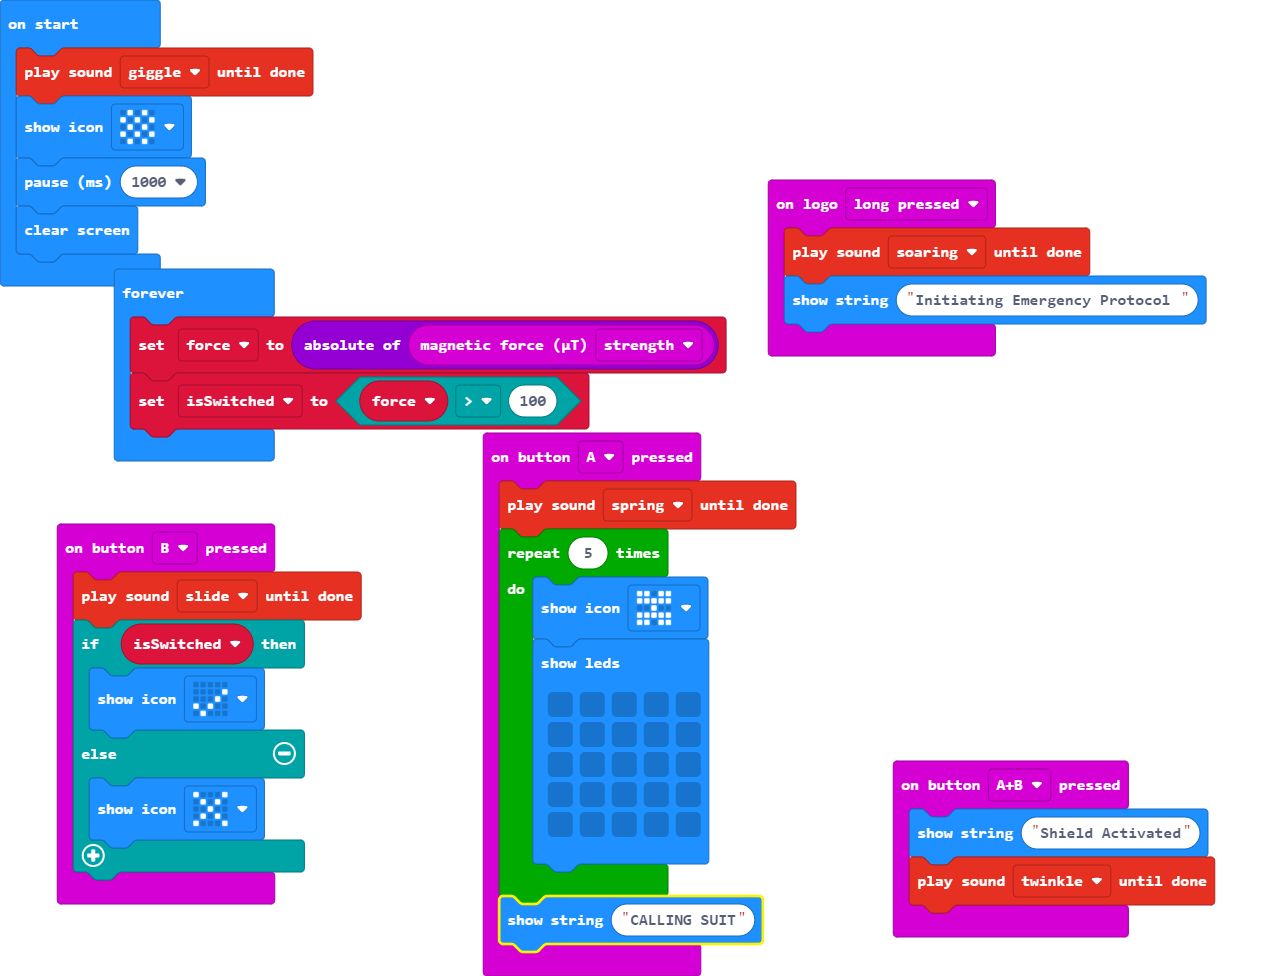 on start
play sound giggle until done
show icon
pause (ms) 1000
clear screen
forever
set force to absolute of magnetic force (µT) strength
set isSwitched to force > 100
on logo long pressed
play sound soaring until done
show string "Initiating Emergency Protocol "
on button B pressed
play sound slide until done
if isSwitched then
show icon
else
show icon
on button A pressed
play sound spring until done
repeat 5 times
do
show icon
show leds
show string "CALLING SUIT"
on button A+B pressed
show string "Shield Activated"
play sound twinkle until done